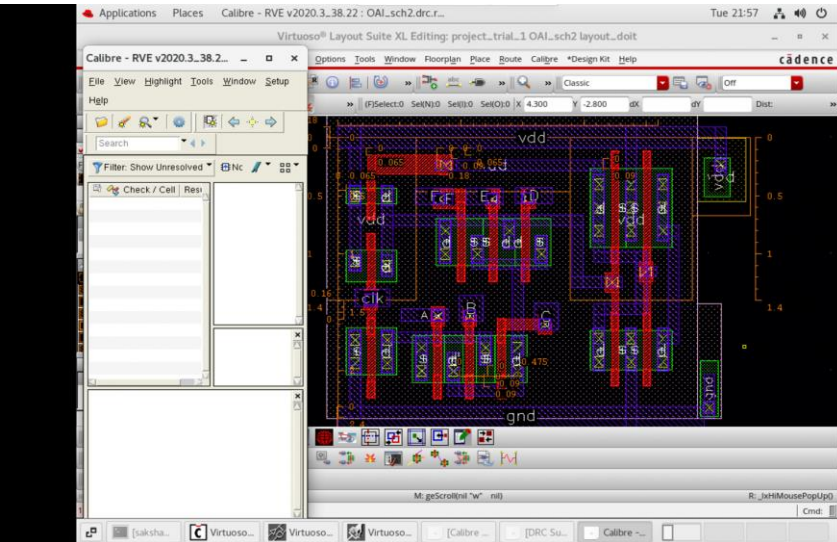 Applications Places Calibre - RVE v2020.3_38.22 : OAI_sch2.drc.r... Tue 21:57
Virtuoso® Layout Suite XL Editing: project_trial_1 OAI_sch2 layout_doit
Calibre - RVE v2020.3_38.2...
Options Tools Window Floorplan Place Route Calibre *Design Kit Help cādence
File View Highlight Tools Window Setup
Help
Classic Off
(F)Select:0 Sel(N):0 Sel(I):0 Sel(O):0 X 4.300 Y -2.800 dX dY Dist:
Search
Filter: Show Unresolved
Check / Cell
vdd
0.065
0.065
0.18
0.09
0.5
0.5
vdd
vdd
1
1
clk
1.4
1.4
A
B
C
E
D
0.475
0.09
0.09
gnd
gnd
M: geScroll(nil "w" nil) R: _lxHiMousePopUp()
Cmd:
[saksha... Virtuoso... Virtuoso... Virtuoso... [Calibre ... [DRC Su... Calibre -...